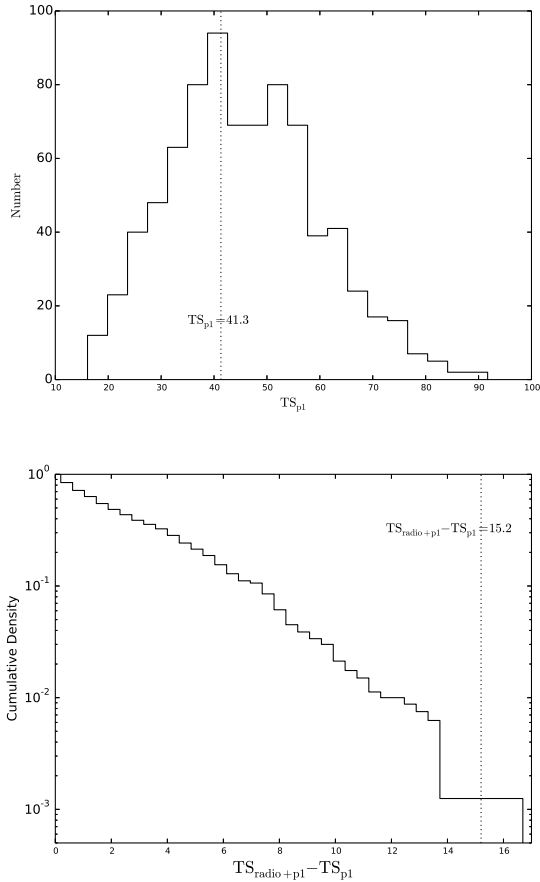 100
80
60
40
20
0
Number
TS_p1=41.3
10 20 30 40 50 60 70 80 90 100
TS_p1
10^0
10^-1
10^-2
10^-3
Cumulative Density
TS_radio+p1−TS_p1=15.2
0 2 4 6 8 10 12 14 16
TS_radio+p1−TS_p1